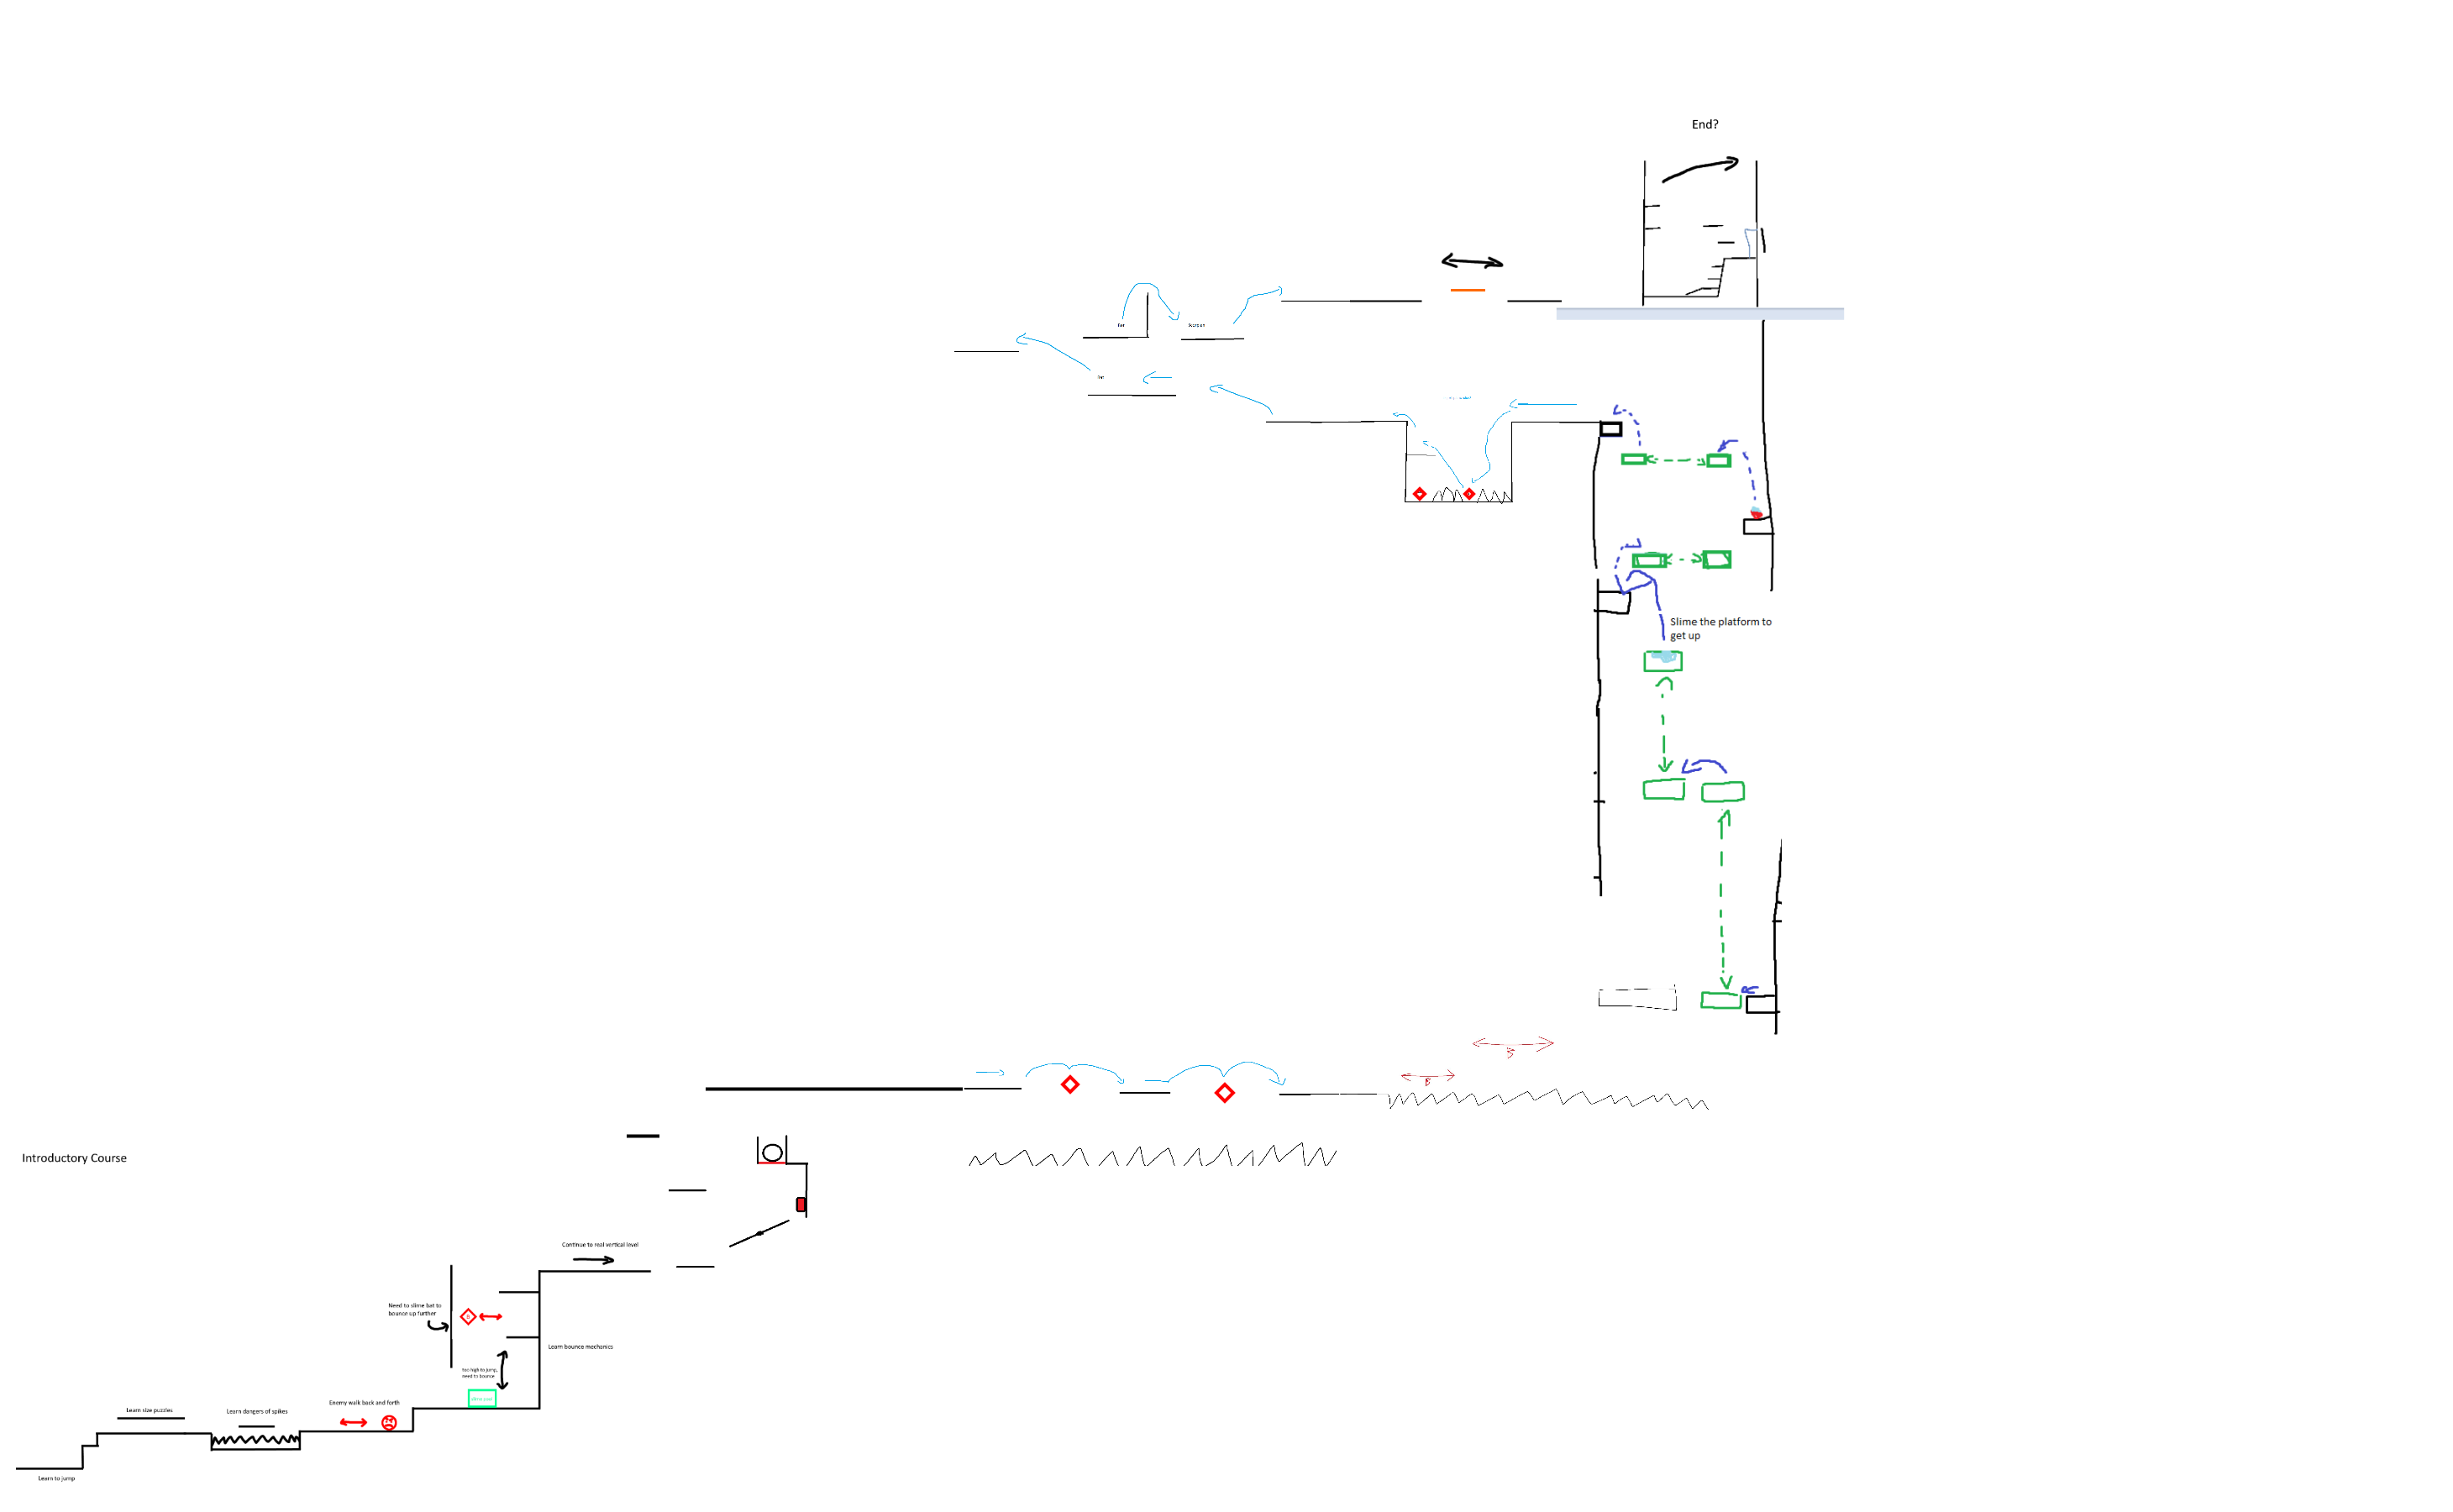 End?
Screen
Slime the platform to
get up
B
B
Introductory Course
Continue to real vertical level
Need to slime bat to
bounce up further
Learn bounce mechanics
too high to jump,
need to bounce
Enemy walk back and forth
Learn size puzzles
Learn dangers of spikes
Learn to jump